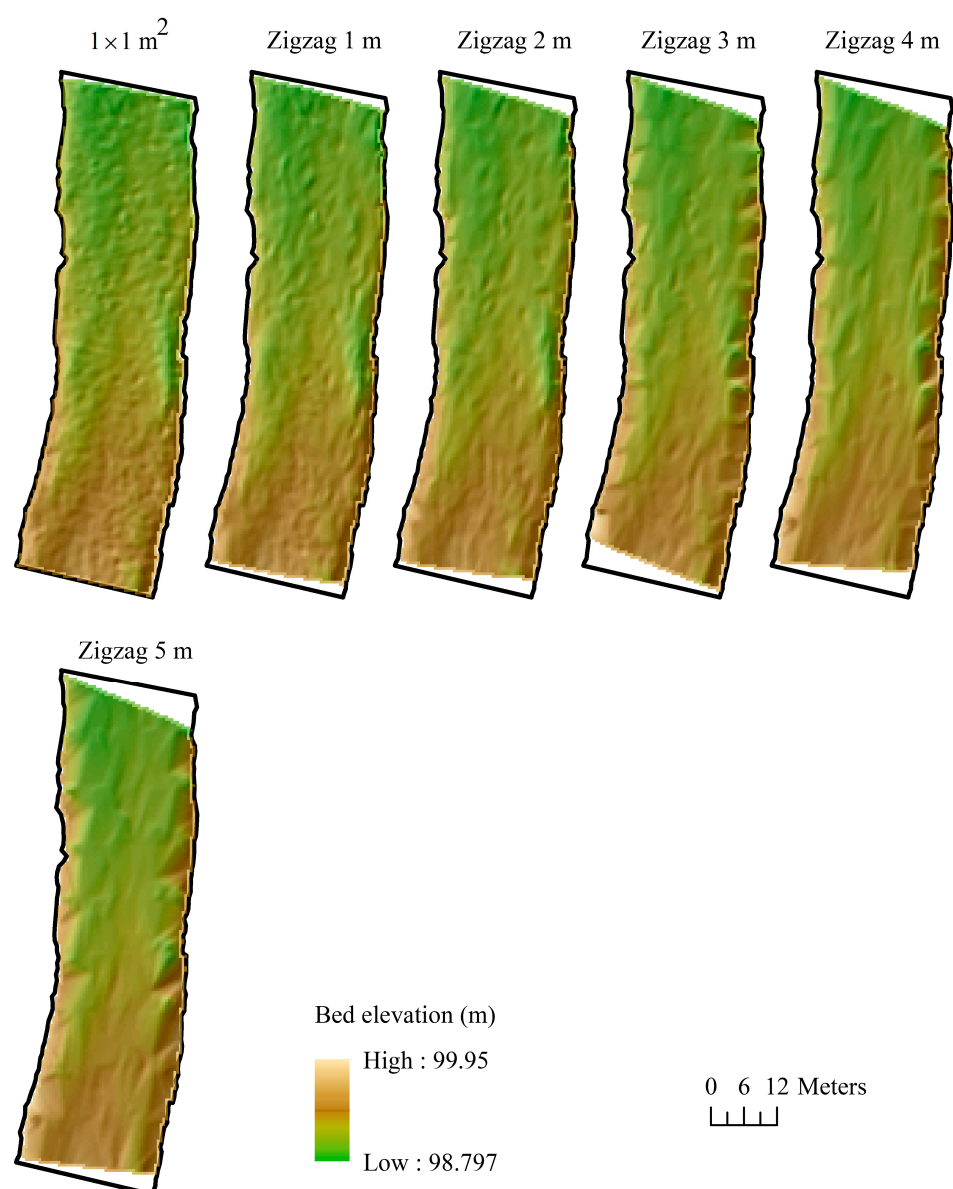 1×1 m²
Zigzag 1 m
Zigzag 2 m
Zigzag 3 m
Zigzag 4 m
Zigzag 5 m
Bed elevation (m)
High : 99.95
Low : 98.797
0 6 12 Meters